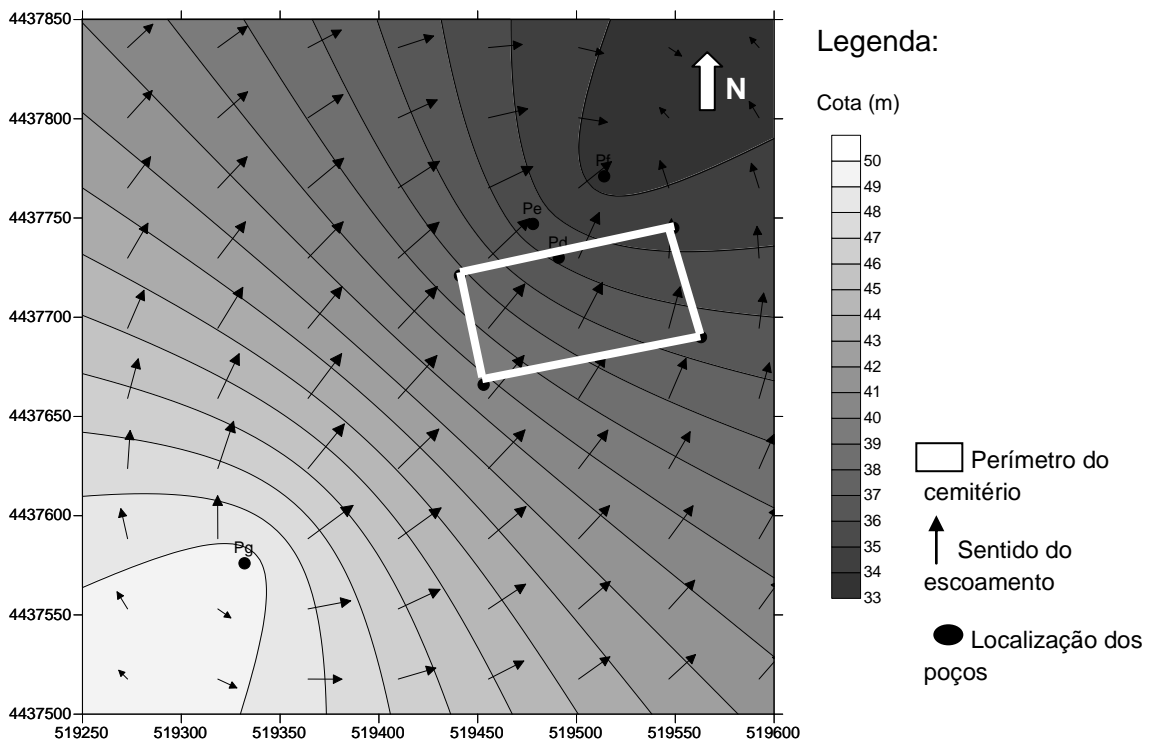 4437850
4437800
4437750
4437700
4437650
4437600
4437550
4437500
519250
519300
519350
519400
519450
519500
519550
519600
N
Pf
Pe
Pd
Pg
Legenda:
Cota (m)
50
49
48
47
46
45
44
43
42
41
40
39
38
37
36
35
34
33
Perímetro do
cemitério
Sentido do
escoamento
Localização dos
poços